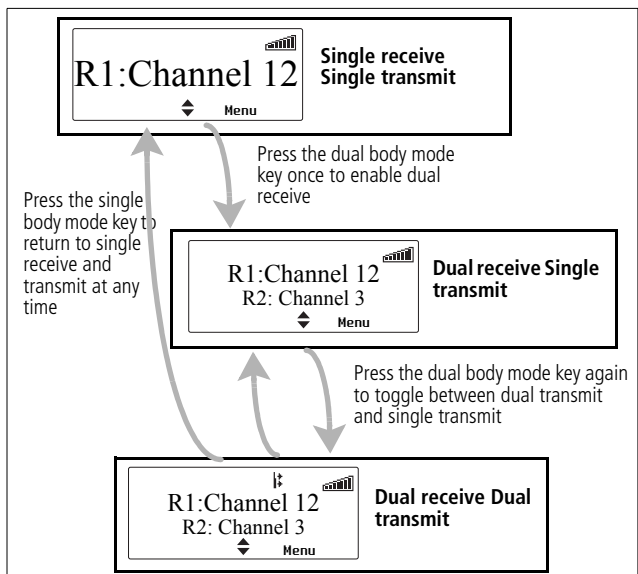 R1:Channel 12
Menu
Single receive
Single transmit
Press the dual body mode
key once to enable dual
receive
Press the single
body mode key to
return to single
receive and
transmit at any
time
R1:Channel 12
R2: Channel 3
Menu
Dual receive Single
transmit
Press the dual body mode key again
to toggle between dual transmit
and single transmit
R1:Channel 12
R2: Channel 3
Menu
Dual receive Dual
transmit